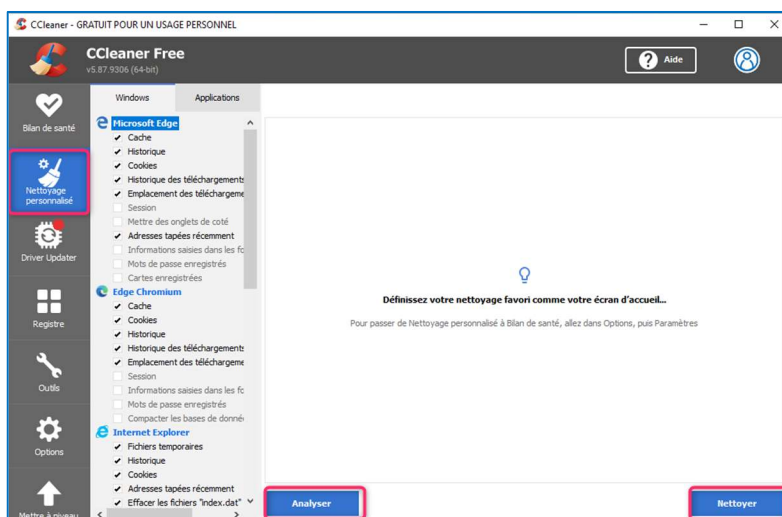 CCleaner - GRATUIT POUR UN USAGE PERSONNEL
CCleaner Free
v5.87.9306 (64-bit)
Aide
Bilan de santé
Nettoyage
personnalisé
Driver Updater
Registre
Outils
Options
Mettre à niveau
Windows
Applications
Microsoft Edge
Cache
Historique
Cookies
Historique des téléchargements
Emplacement des téléchargeme
Session
Mettre des onglets de coté
Adresses tapées récemment
Informations saisies dans les fo
Mots de passe enregistrés
Cartes enregistrées
Edge Chromium
Cache
Cookies
Historique
Historique des téléchargements
Emplacement des téléchargeme
Session
Informations saisies dans les fo
Mots de passe enregistrés
Compacter les bases de donné
Internet Explorer
Fichiers temporaires
Historique
Cookies
Adresses tapées récemment
Effacer les fichiers "index.dat"
Définissez votre nettoyage favori comme votre écran d'accueil...
Pour passer de Nettoyage personnalisé à Bilan de santé, allez dans Options, puis Paramètres
Analyser
Nettoyer